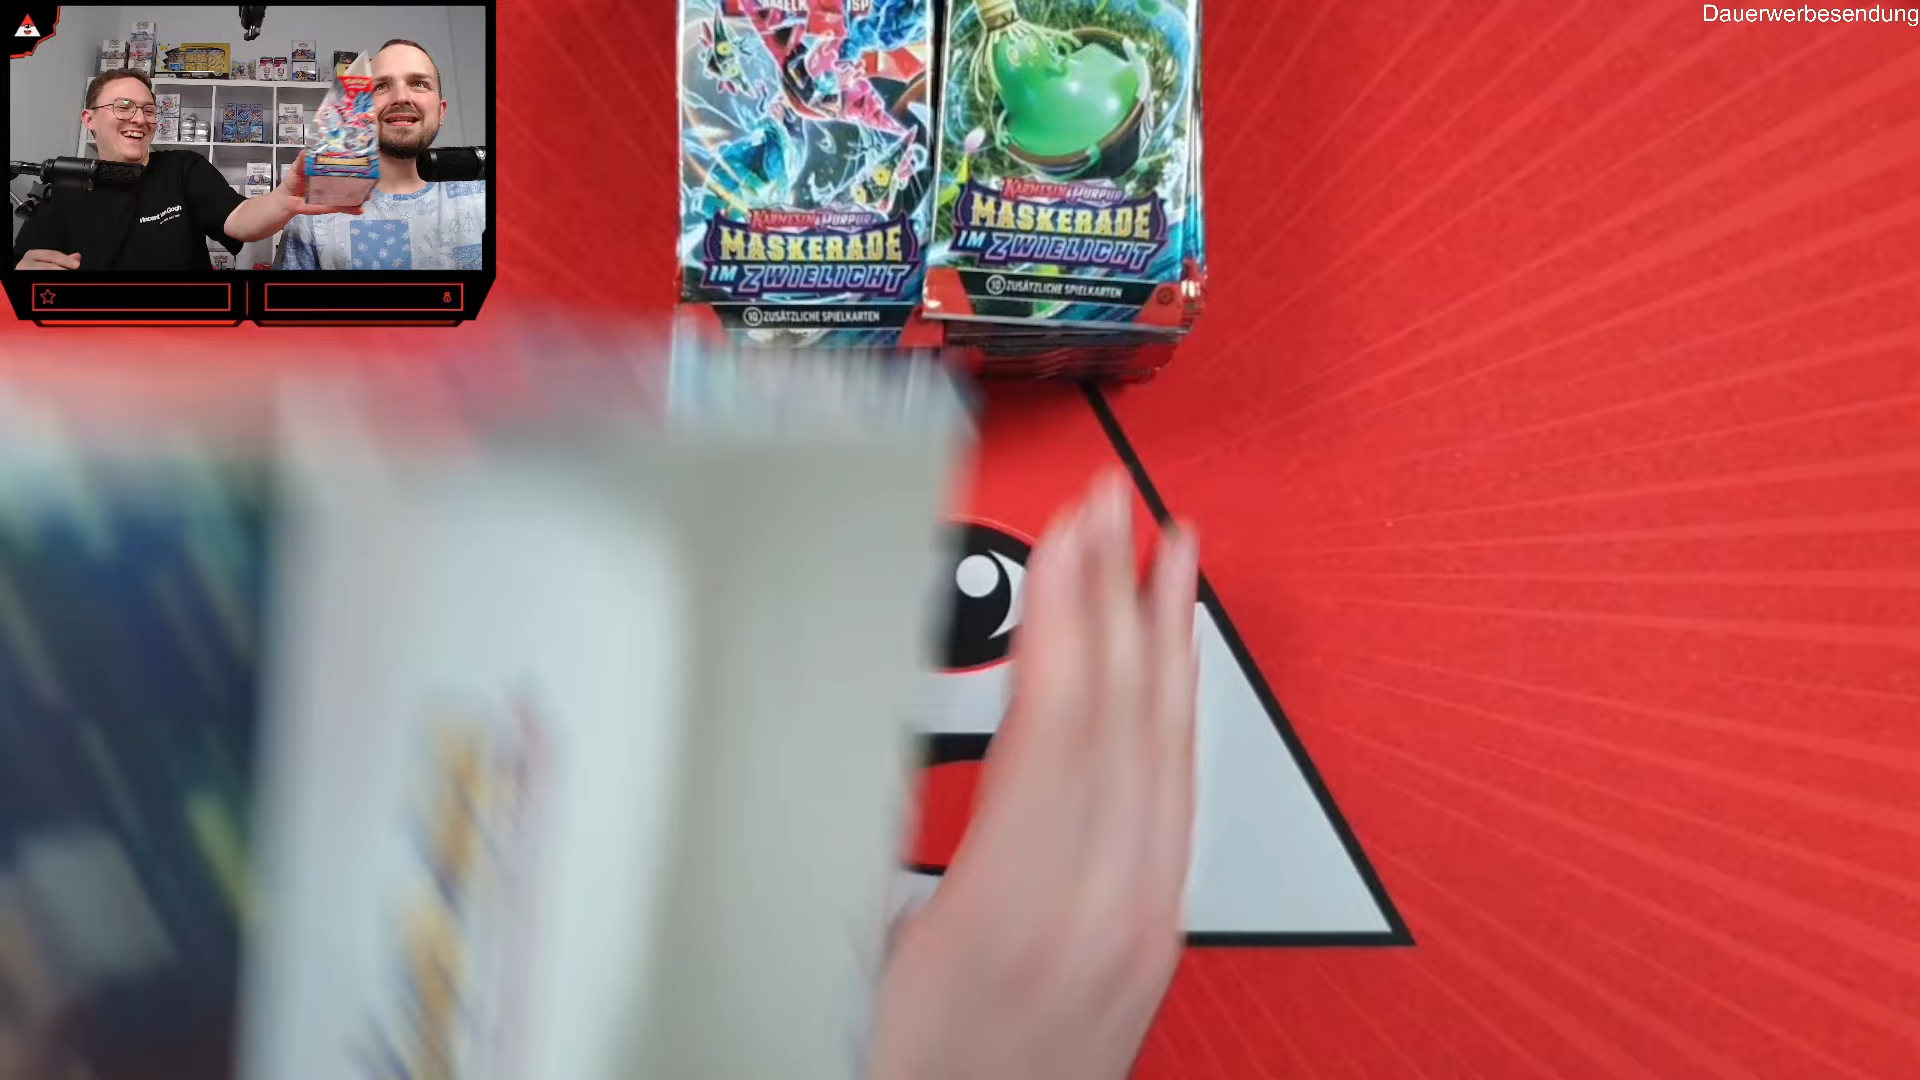 Dauerwerbesendung
KARMESIN & PURPUR
MASKERADE
IM ZWIELICHT
10 ZUSÄTZLICHE SPIELKARTEN
KARMESIN & PURPUR
MASKERADE
IM ZWIELICHT
10 ZUSÄTZLICHE SPIELKARTEN